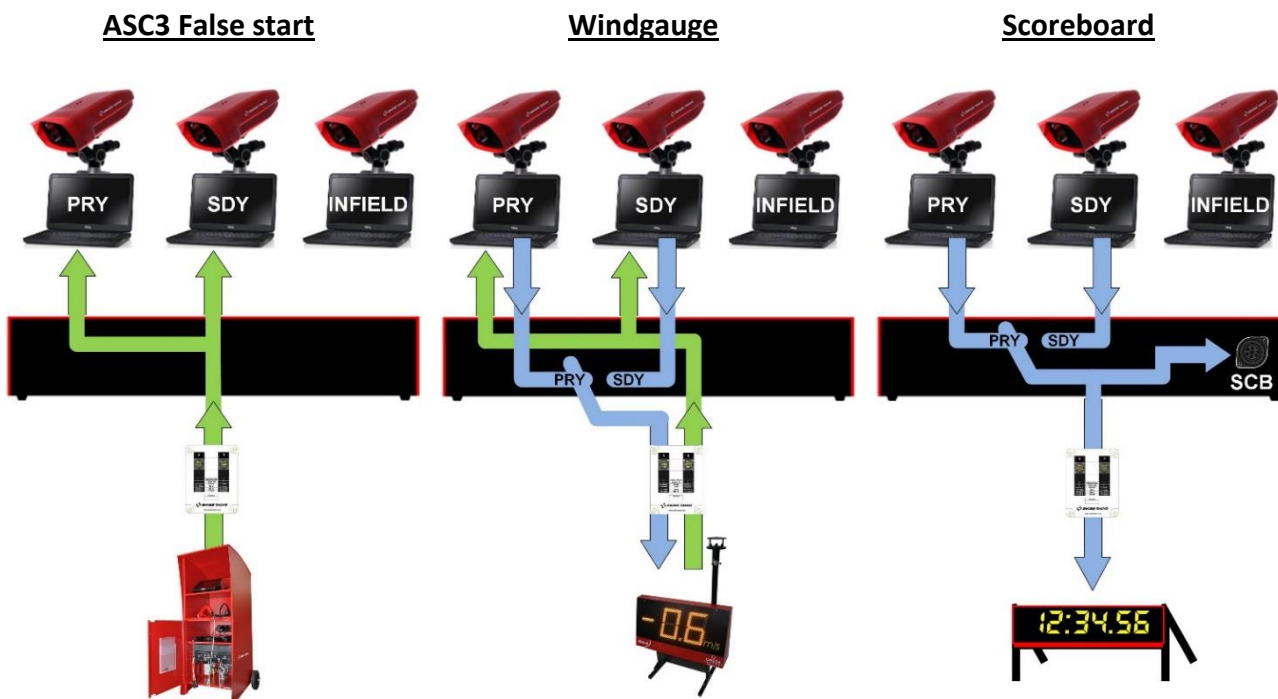 ASC3 False start
Windgauge
Scoreboard
PRY
SDY
INFIELD
PRY
SDY
INFIELD
PRY
SDY
INFIELD
PRY
SDY
PRY
SDY
SCB
-0.6
m/s
12:34.56